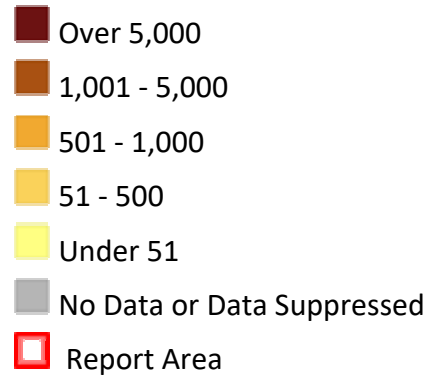 Over 5,000
1,001 - 5,000
501 - 1,000
51 - 500
Under 51
No Data or Data Suppressed
Report Area